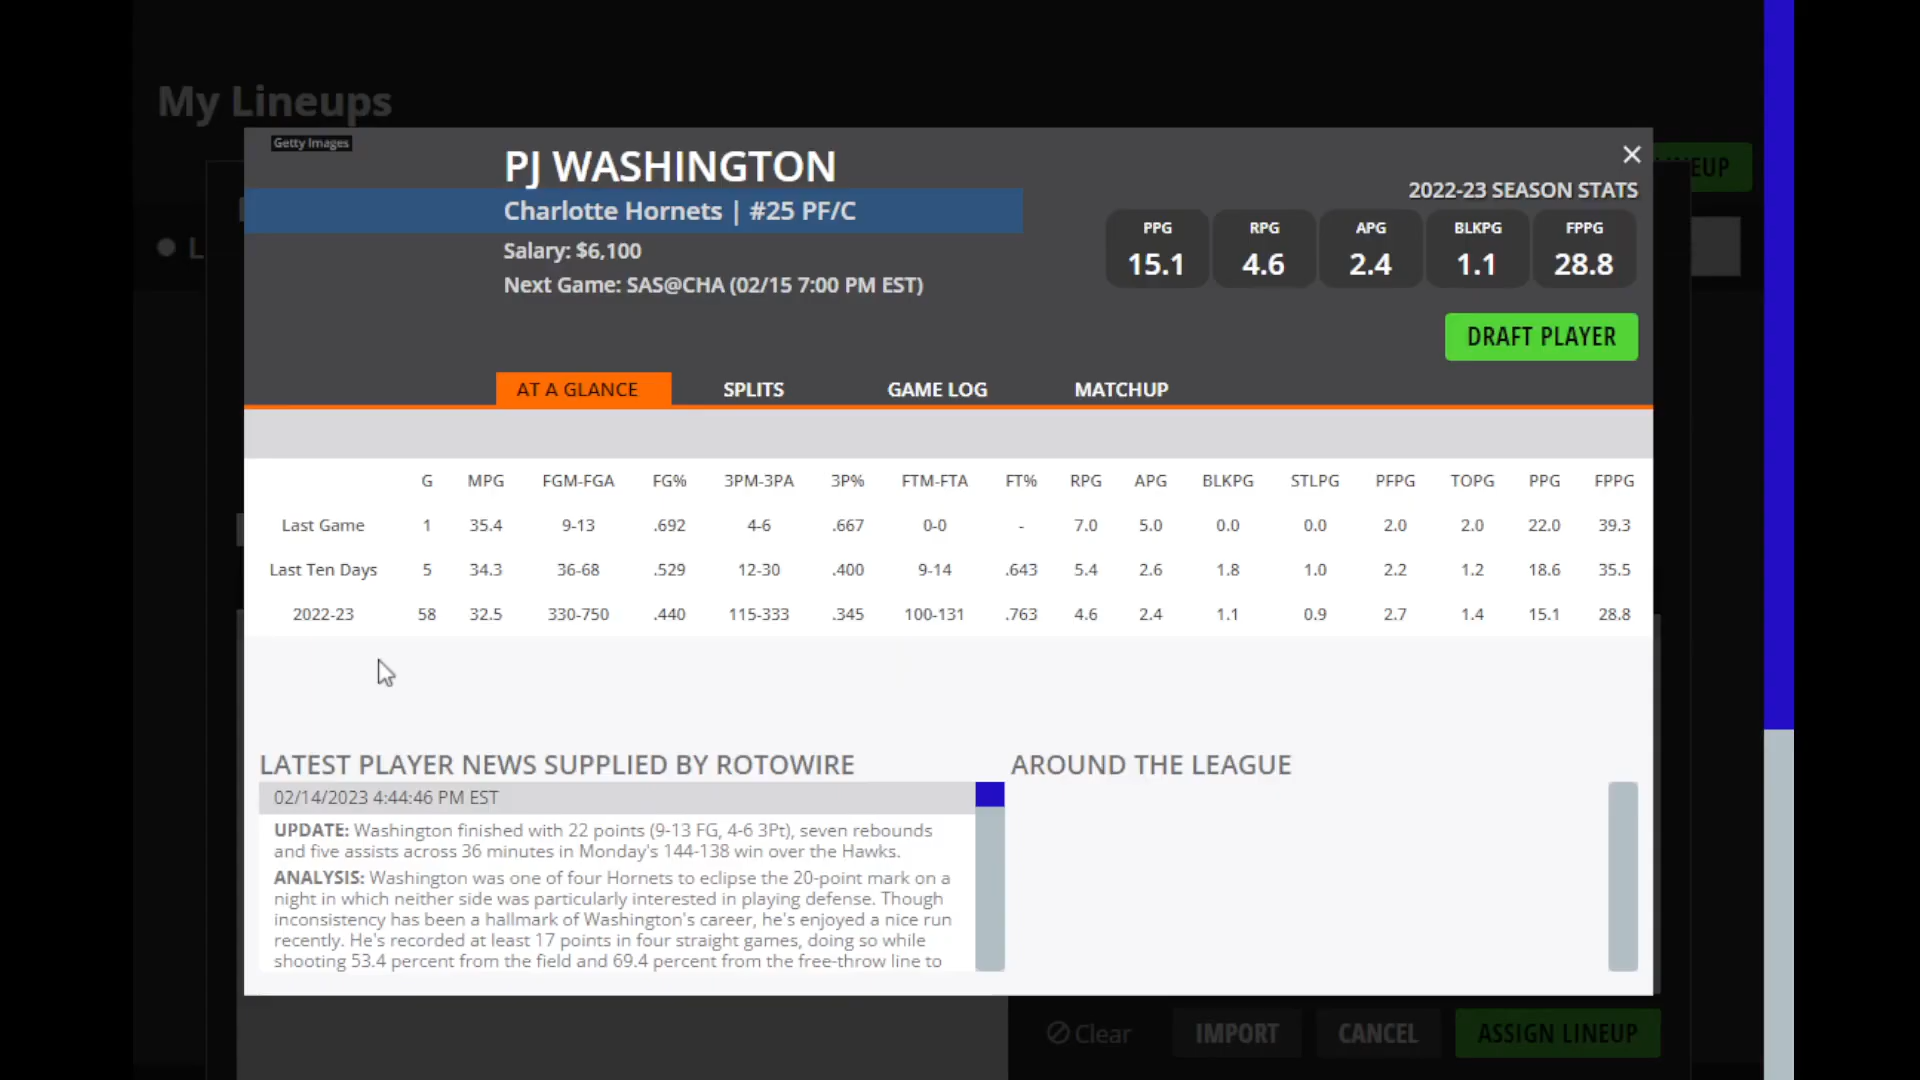 My Lineups
Getty Images
PJ WASHINGTON
Charlotte Hornets | #25 PF/C
Salary: $6,100
Next Game: SAS@CHA (02/15 7:00 PM EST)
2022-23 SEASON STATS
PPG RPG APG BLKPG FPPG
15.1 4.6 2.4 1.1 28.8
DRAFT PLAYER
AT A GLANCE SPLITS GAME LOG MATCHUP
G MPG FGM-FGA FG% 3PM-3PA 3P% FTM-FTA FT% RPG APG BLKPG STLPG PFPG TOPG PPG FPPG
Last Game 1 35.4 9-13 .692 4-6 .667 0-0 - 7.0 5.0 0.0 0.0 2.0 2.0 22.0 39.3
Last Ten Days 5 34.3 36-68 .529 12-30 .400 9-14 .643 5.4 2.6 1.8 1.0 2.2 1.2 18.6 35.5
2022-23 58 32.5 330-750 .440 115-333 .345 100-131 .763 4.6 2.4 1.1 0.9 2.7 1.4 15.1 28.8
LATEST PLAYER NEWS SUPPLIED BY ROTOWIRE
02/14/2023 4:44:46 PM EST
UPDATE: Washington finished with 22 points (9-13 FG, 4-6 3Pt), seven rebounds
and five assists across 36 minutes in Monday's 144-138 win over the Hawks.
ANALYSIS: Washington was one of four Hornets to eclipse the 20-point mark on a
night in which neither side was particularly interested in playing defense. Though
inconsistency has been a hallmark of Washington's career, he's enjoyed a nice run
recently. He's recorded at least 17 points in four straight games, doing so while
shooting 53.4 percent from the field and 69.4 percent from the free-throw line to
AROUND THE LEAGUE
Clear IMPORT CANCEL ASSIGN LINEUP